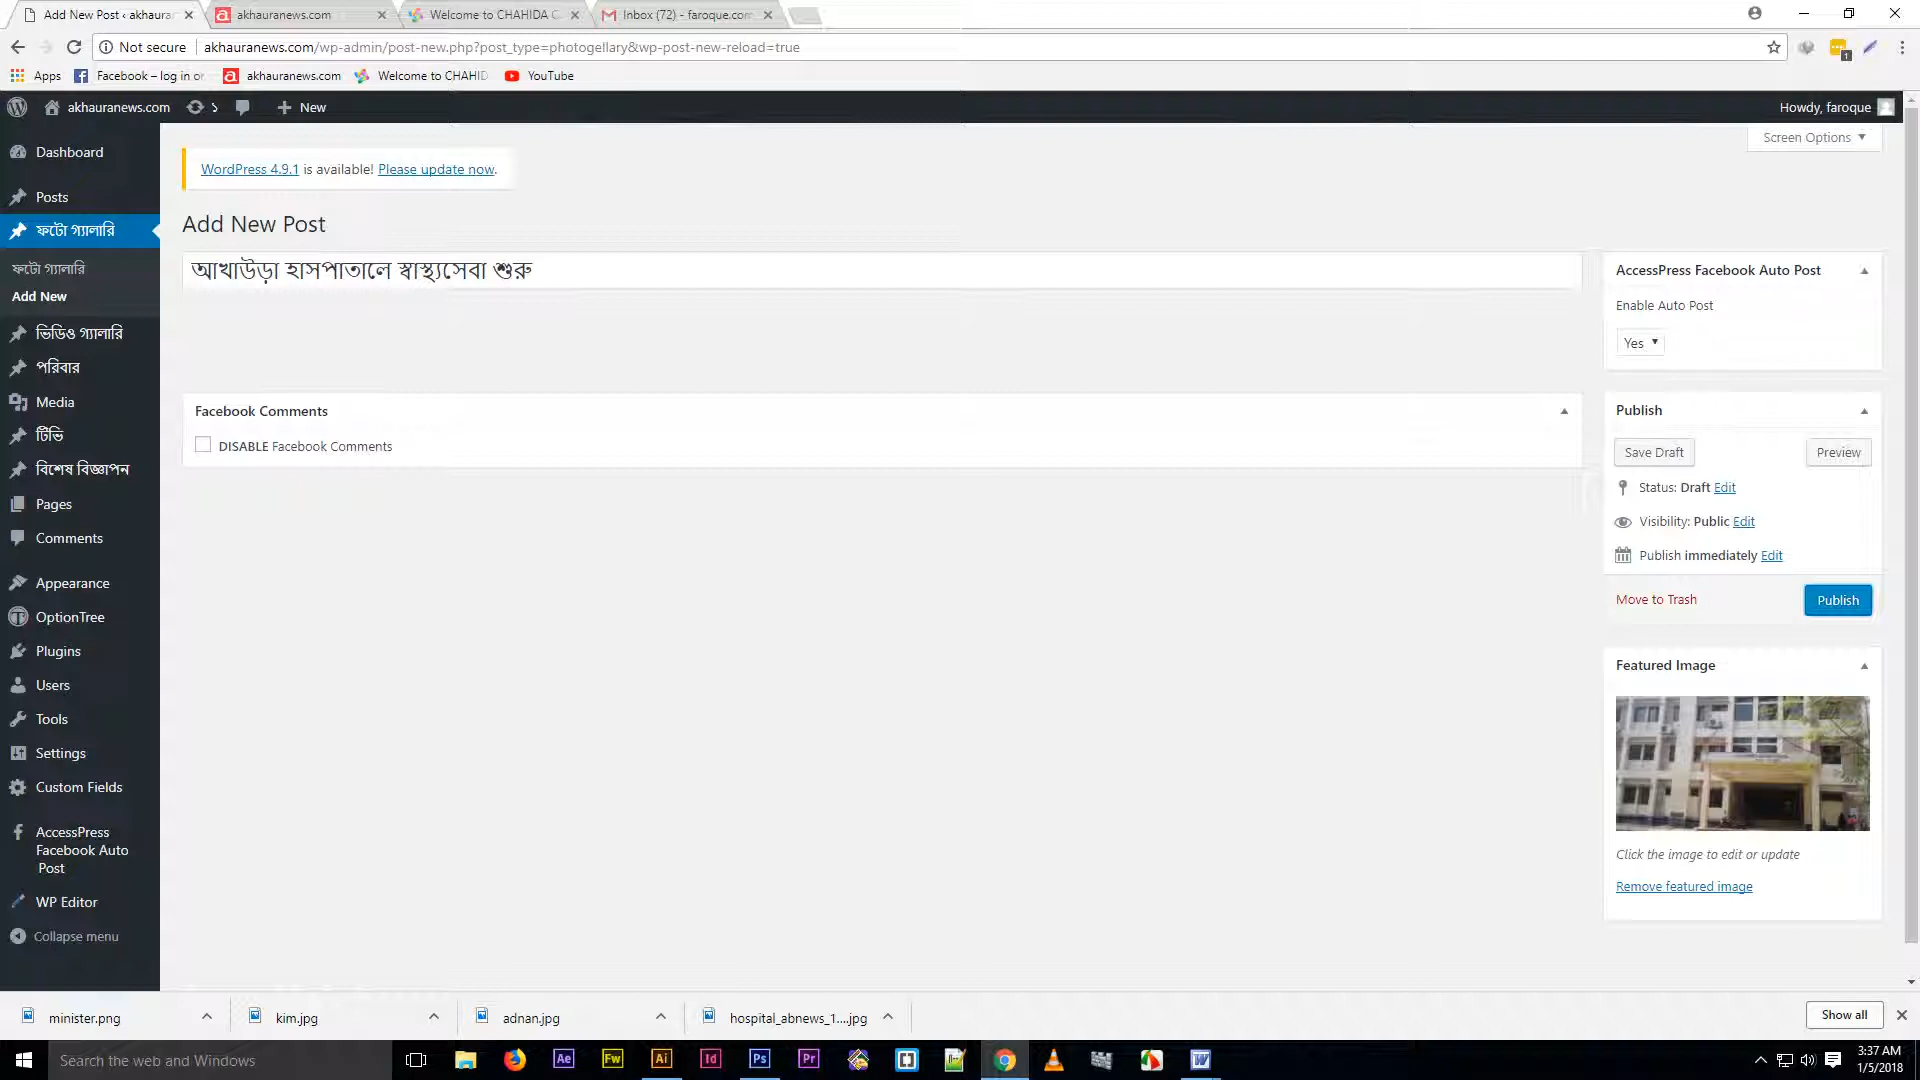 Add New Post ‹ akhaura
akhauranews.com
Welcome to CHAHIDA C
Inbox (72) - faroque.com
Not secure
akhauranews.com/wp-admin/post-new.php?post_type=photogellary&wp-post-new-reload=true
Apps
Facebook – log in or
akhauranews.com
Welcome to CHAHID
YouTube
akhauranews.com
New
Howdy, faroque
Screen Options
WordPress 4.9.1 is available! Please update now.
Add New Post
আখাউড়া হাসপাতালে স্বাস্থ্যসেবা শুরু
Facebook Comments
DISABLE Facebook Comments
Dashboard
Posts
ফটো গ্যালারি
ফটো গ্যালারি
Add New
ভিডিও গ্যালারি
পরিবার
Media
টিভি
বিশেষ বিজ্ঞাপন
Pages
Comments
Appearance
OptionTree
Plugins
Users
Tools
Settings
Custom Fields
AccessPress
Facebook Auto
Post
WP Editor
Collapse menu
AccessPress Facebook Auto Post
Enable Auto Post
Yes
Publish
Save Draft
Preview
Status: Draft Edit
Visibility: Public Edit
Publish immediately Edit
Move to Trash
Publish
Featured Image
Click the image to edit or update
Remove featured image
minister.png
kim.jpg
adnan.jpg
hospital_abnews_1....jpg
Show all
Search the web and Windows
Ae
Fw
Ai
Id
Ps
Pr
3:37 AM
1/5/2018